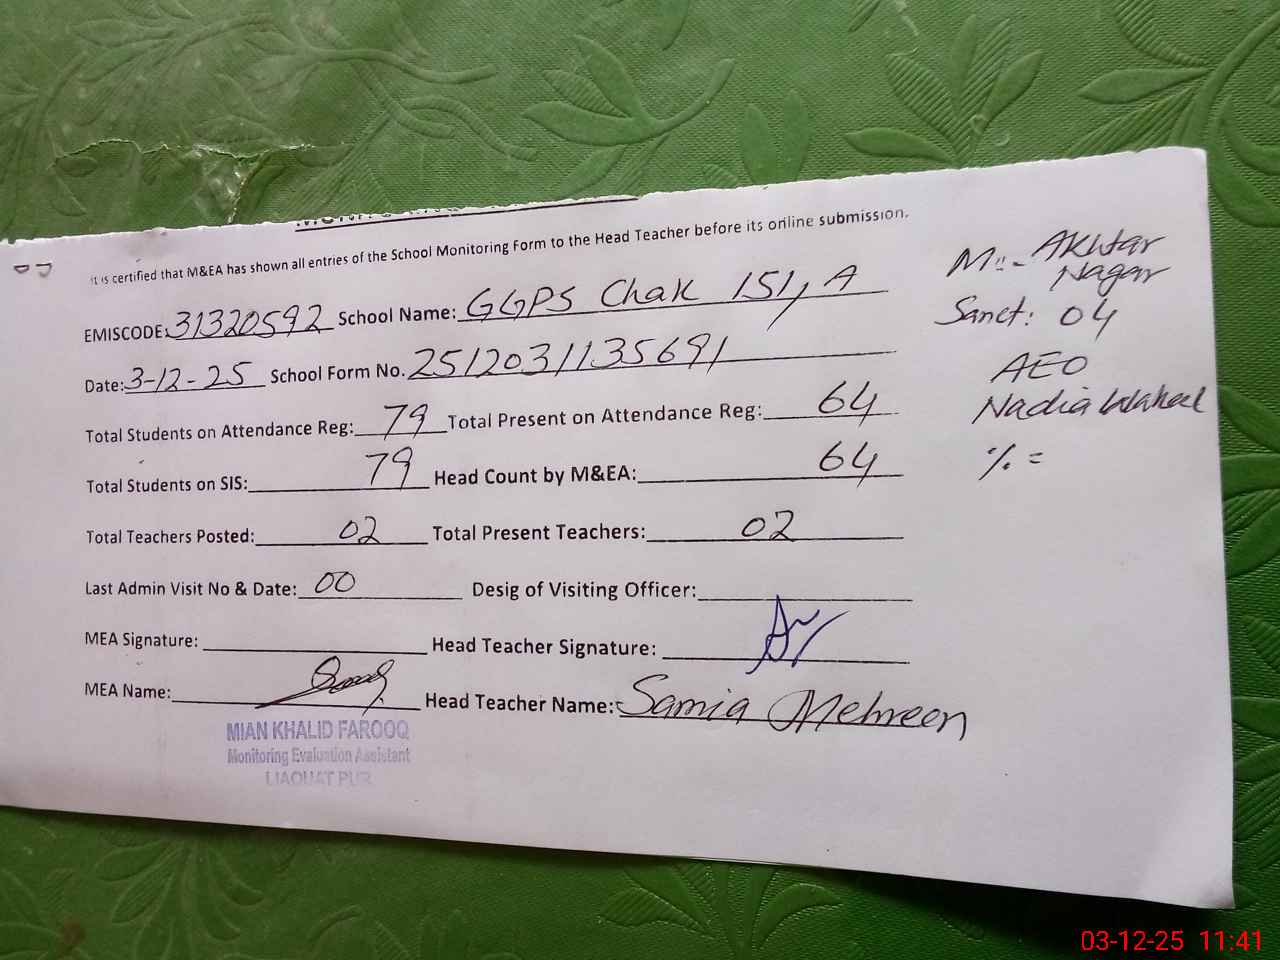 It is certified that M&EA has shown all entries of the School Monitoring Form to the Head Teacher before its online submission.
EMISCODE: 31320592 School Name: GGPS Chak 151, A
Date: 3-12-25 School Form No. 2512031135691
Total Students on Attendance Reg: 79 Total Present on Attendance Reg: 64
Total Students on SIS: 79 Head Count by M&EA: 64
Total Teachers Posted: 02 Total Present Teachers: 02
Last Admin Visit No & Date: 00 Desig of Visiting Officer:
MEA Signature: Head Teacher Signature:
MEA Name: Head Teacher Name: Samia Mehreen
MIAN KHALID FAROOQ
Monitoring Evaluation Assistant
LIAQUAT PUR
M:- Akhtar
Nagar
Sanct: 04
AEO
Nadia Waheed
% =
03-12-25 11:41